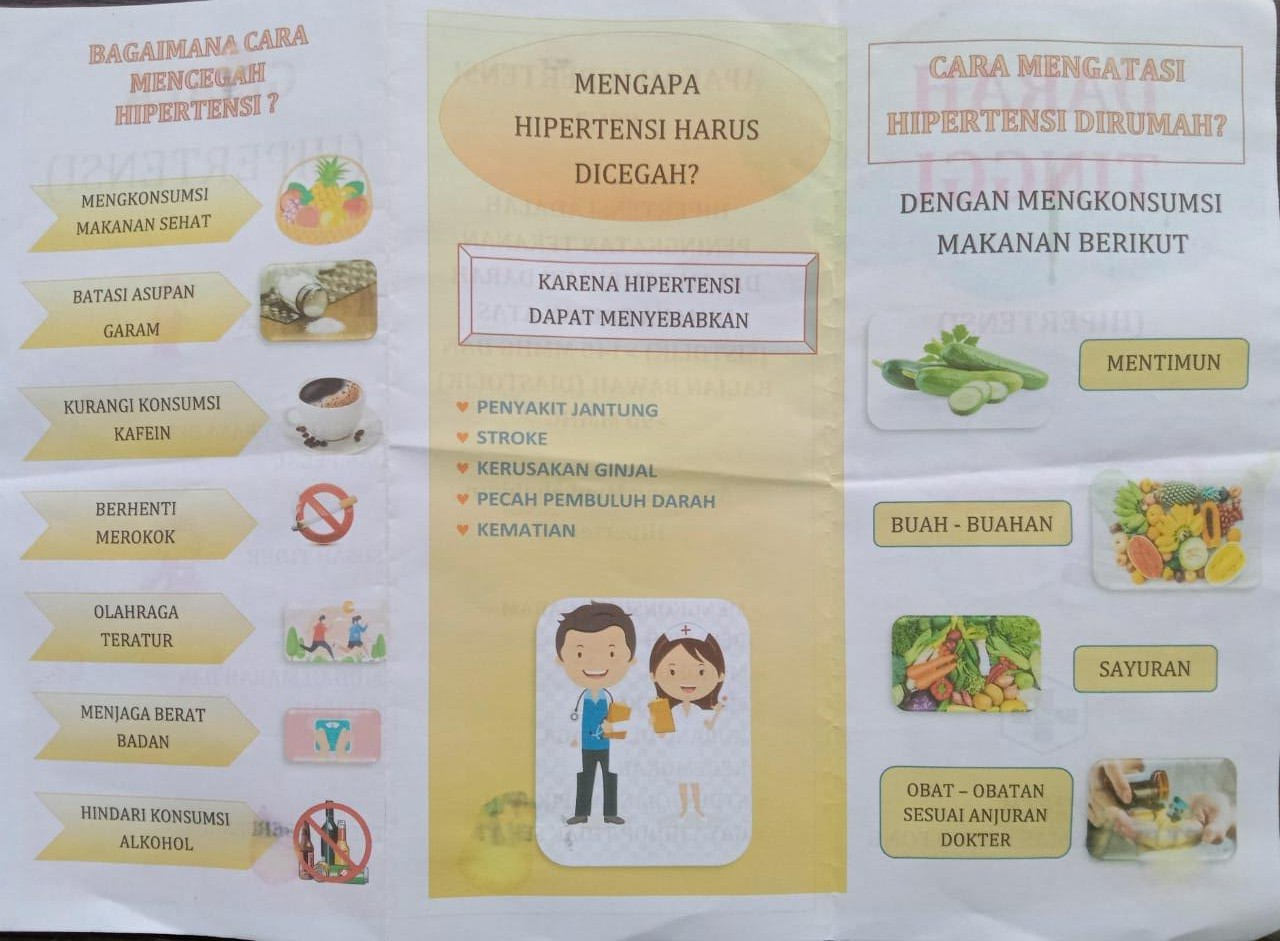 BAGAIMANA CARA
MENCEGAH
HIPERTENSI ?
MENGKONSUMSI
MAKANAN SEHAT
BATASI ASUPAN
GARAM
KURANGI KONSUMSI
KAFEIN
BERHENTI
MEROKOK
OLAHRAGA
TERATUR
MENJAGA BERAT
BADAN
HINDARI KONSUMSI
ALKOHOL
MENGAPA
HIPERTENSI HARUS
DICEGAH?
KARENA HIPERTENSI
DAPAT MENYEBABKAN
PENYAKIT JANTUNG
STROKE
KERUSAKAN GINJAL
PECAH PEMBULUH DARAH
KEMATIAN
CARA MENGATASI
HIPERTENSI DIRUMAH?
DENGAN MENGKONSUMSI
MAKANAN BERIKUT
MENTIMUN
BUAH - BUAHAN
SAYURAN
OBAT – OBATAN
SESUAI ANJURAN
DOKTER